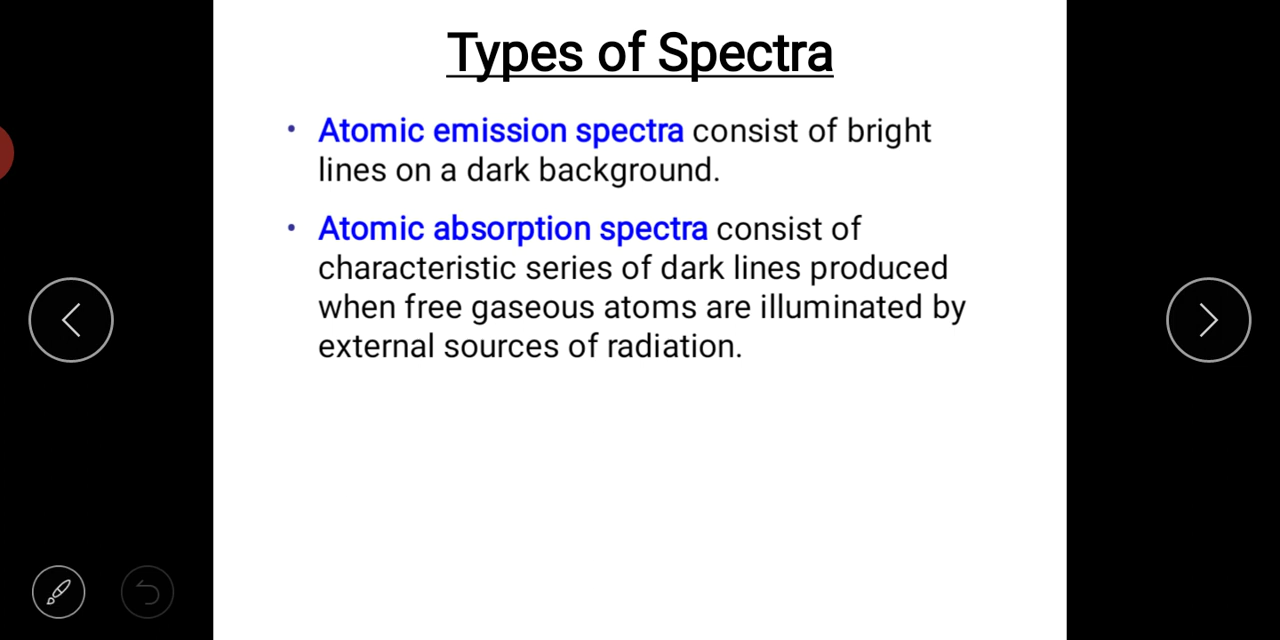 Types of Spectra
• Atomic emission spectra consist of bright
lines on a dark background.
• Atomic absorption spectra consist of
characteristic series of dark lines produced
when free gaseous atoms are illuminated by
external sources of radiation.